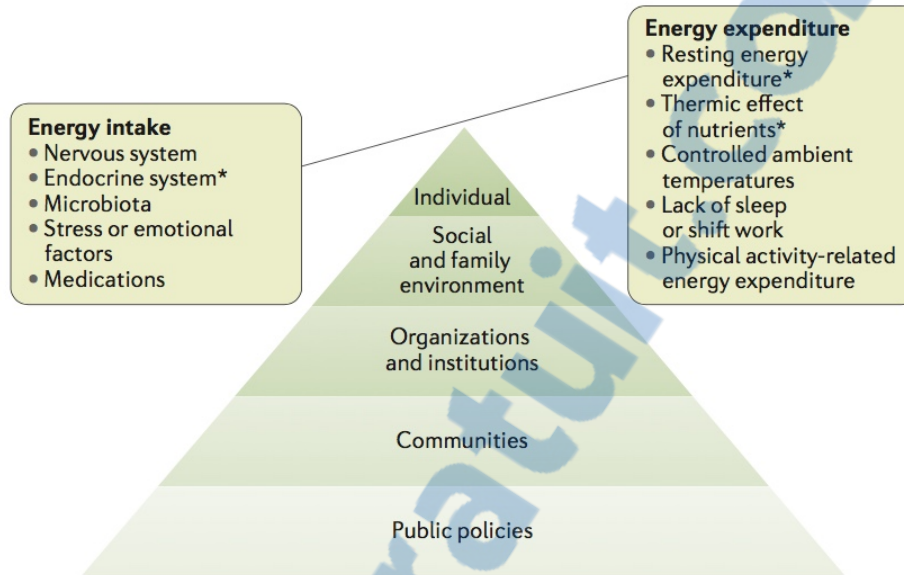 Energy expenditure
• Resting energy
expenditure*
• Thermic effect
of nutrients*
• Controlled ambient
temperatures
• Lack of sleep
or shift work
• Physical activity-related
energy expenditure
Energy intake
• Nervous system
• Endocrine system*
• Microbiota
• Stress or emotional
factors
• Medications
Individual
Social
and family
environment
Organizations
and institutions
Communities
Public policies
ratuit.co